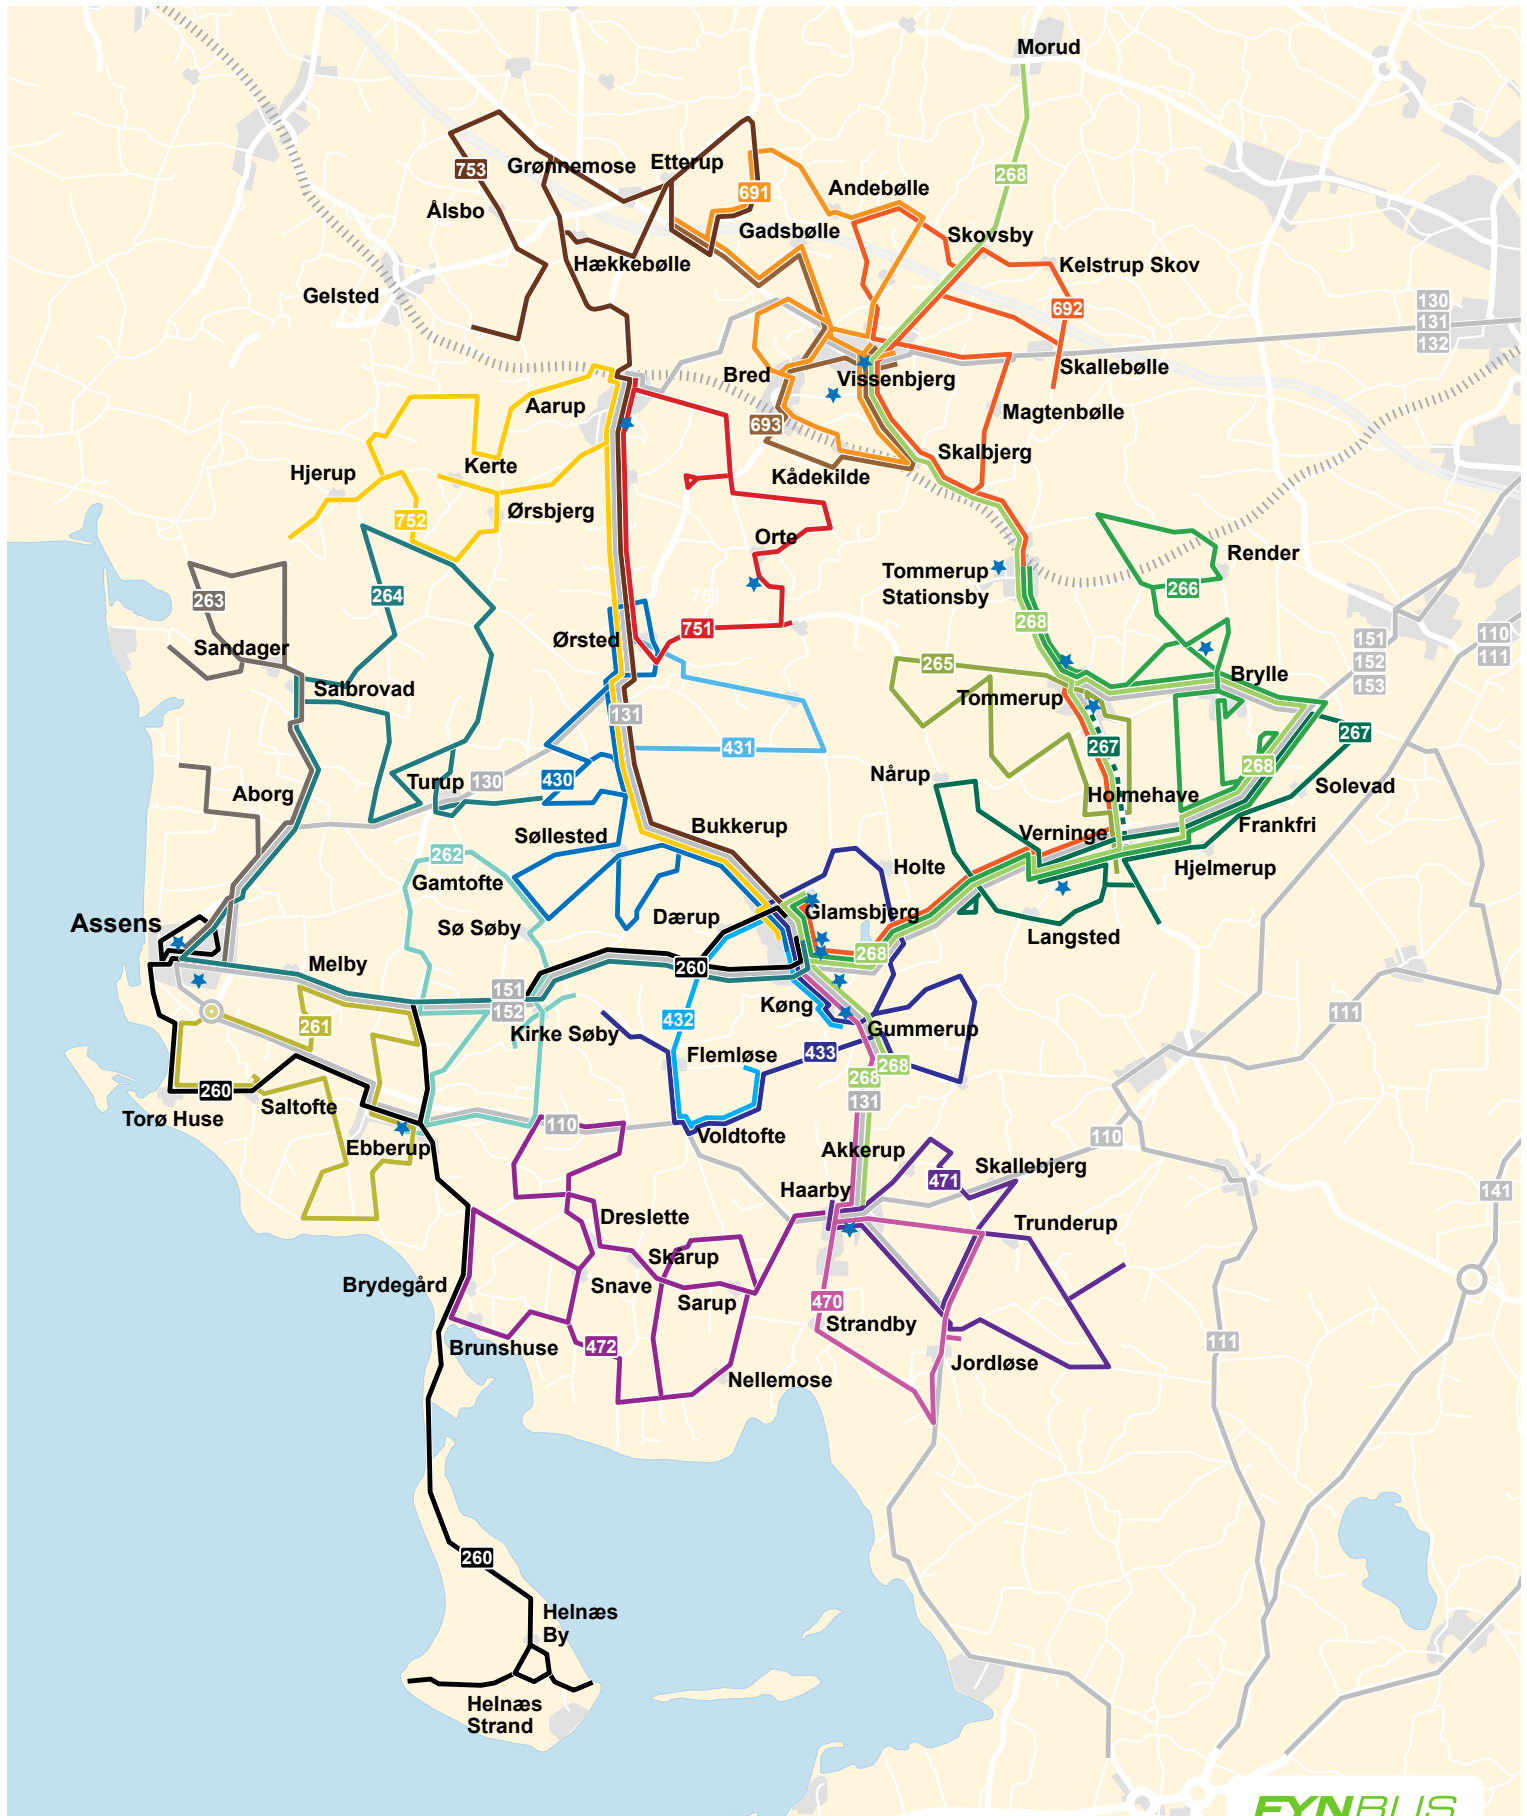 Morud
268
753
Grønnemose
Etterup
691
Andebølle
Ålsbo
Gadsbølle
Skovsby
Hækkebølle
Kelstrup Skov
Gelsted
692
130
131
132
Bred
Vissenbjerg
Skallebølle
Aarup
693
Magtenbølle
Hjerup
Kerte
Kådekilde
Skalbjerg
752
Ørsbjerg
Orte
Render
Tommerup
Stationsby
266
263
264
751
751
268
Sandager
Ørsted
265
151
152
153
110
111
Salbrovad
Tommerup
Brylle
131
431
267
267
268
Turup
130
430
Nårup
Solevad
Aborg
Holmehave
Søllested
Bukkerup
Verninge
Frankfri
262
Gamtofte
Holte
Hjelmerup
Assens
Dærup
Glamsbjerg
Sø Søby
Langsted
Melby
260
268
151
152
Køng
261
Kirke Søby
432
Gummerup
111
Flemløse
433
268
268
260
Saltofte
131
Torø Huse
110
Voldtofte
110
Ebberup
Akkerup
Skallebjerg
471
Haarby
141
Dreslette
Trunderup
Skårup
Brydegård
Snave
Sarup
470
Strandby
Brunshuse
472
111
Jordløse
Nellemose
260
Helnæs
By
Helnæs
Strand
FYNBUS